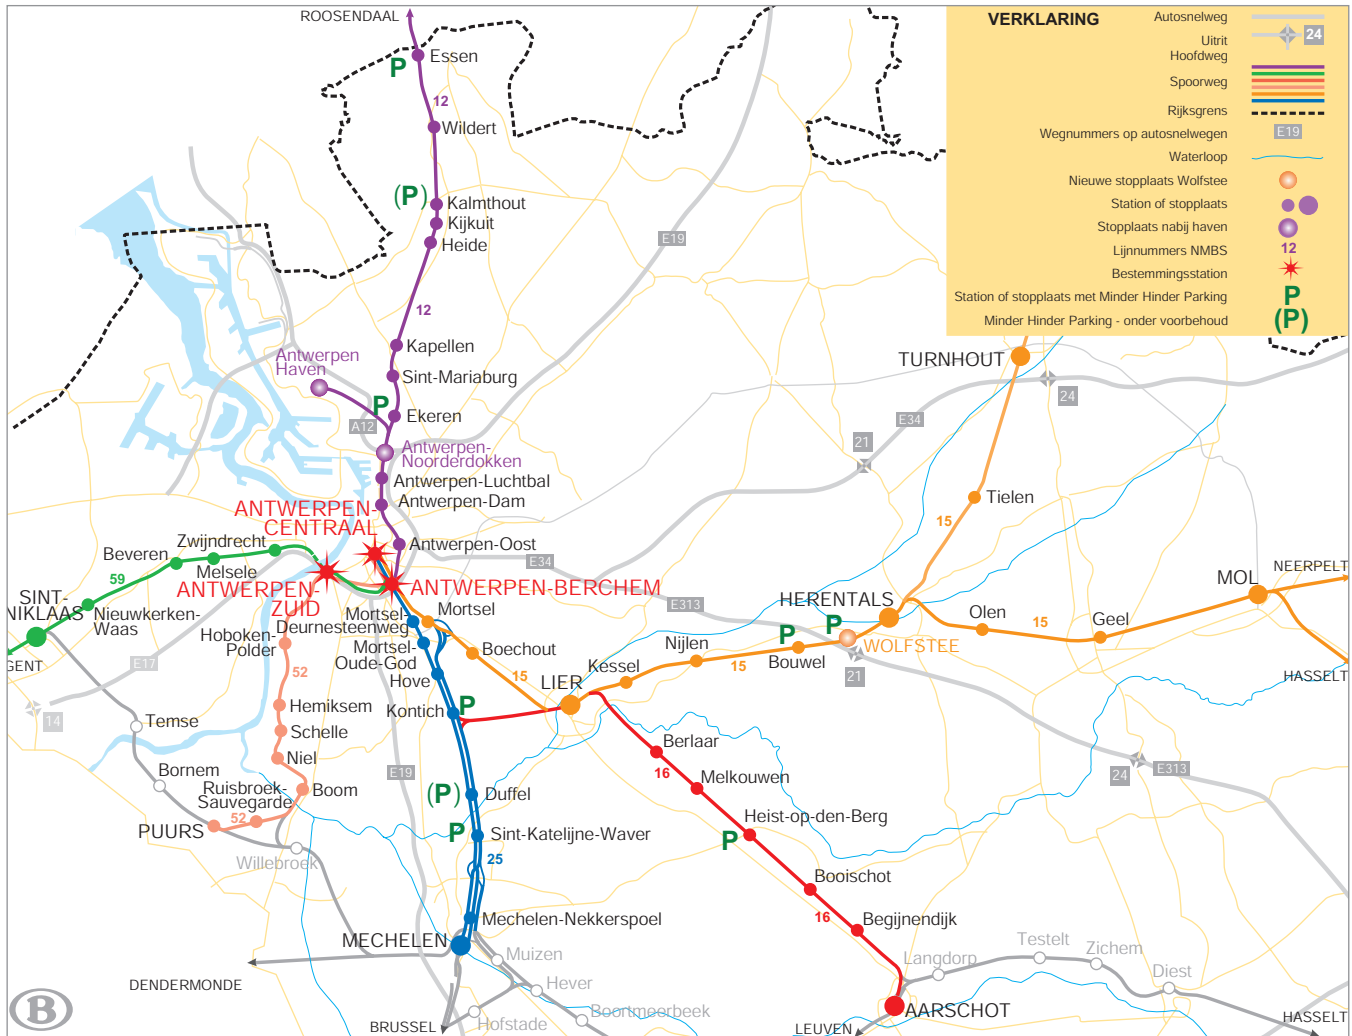 ROOSENDAAL
Essen
P
12
Wildert
(P)
Kalmthout
Kijkuit
Heide
12
E19
Kapellen
Antwerpen
Haven
Sint-Mariaburg
P
Ekeren
A12
Antwerpen-
Noorderdokken
Antwerpen-Luchtbal
Antwerpen-Dam
ANTWERPEN-
CENTRAAL
Antwerpen-Oost
VERKLARING
Autosnelweg
Uitrit
24
Hoofdweg
Spoorweg
Rijksgrens
Wegnummers op autosnelwegen
E19
Waterloop
Nieuwe stopplaats Wolfstee
Station of stopplaats
Stopplaats nabij haven
Lijnnummers NMBS
12
Bestemmingsstation
Station of stopplaats met Minder Hinder Parking
P
Minder Hinder Parking - onder voorbehoud
(P)
TURNHOUT
24
E34
21
Tielen
15
E34
Zwijndrecht
Beveren
Melsele
59
ANTWERPEN-
ZUID
ANTWERPEN-BERCHEM
SINT-
NIKLAAS
Nieuwkerken-
Waas
GENT
E17
14
Mortsel
Mortsel-
Deurnesteenweg
Hoboken-
Polder
Mortsel-
Oude-God
Hove
Boechout
15
52
Kontich
P
E313
HERENTALS
P
P
WOLFSTEE
21
Bouwel
15
Nijlen
Kessel
LIER
Olen
15
Geel
MOL
NEERPELT
HASSELT
Temse
Hemiksem
Schelle
Niel
Bornem
Ruisbroek-
Sauvegarde
Boom
52
PUURS
Willebroek
E19
(P)
Duffel
P
Sint-Katelijne-Waver
25
Berlaar
16
Melkouwen
Heist-op-den-Berg
P
Booischot
16
Begijnendijk
24
E313
Mechelen-Nekkerspoel
MECHELEN
Muizen
Hever
Boortmeerbeek
Hofstade
DENDERMONDE
BRUSSEL
B
Langdorp
Testelt
Zichem
Diest
AARSCHOT
LEUVEN
HASSELT